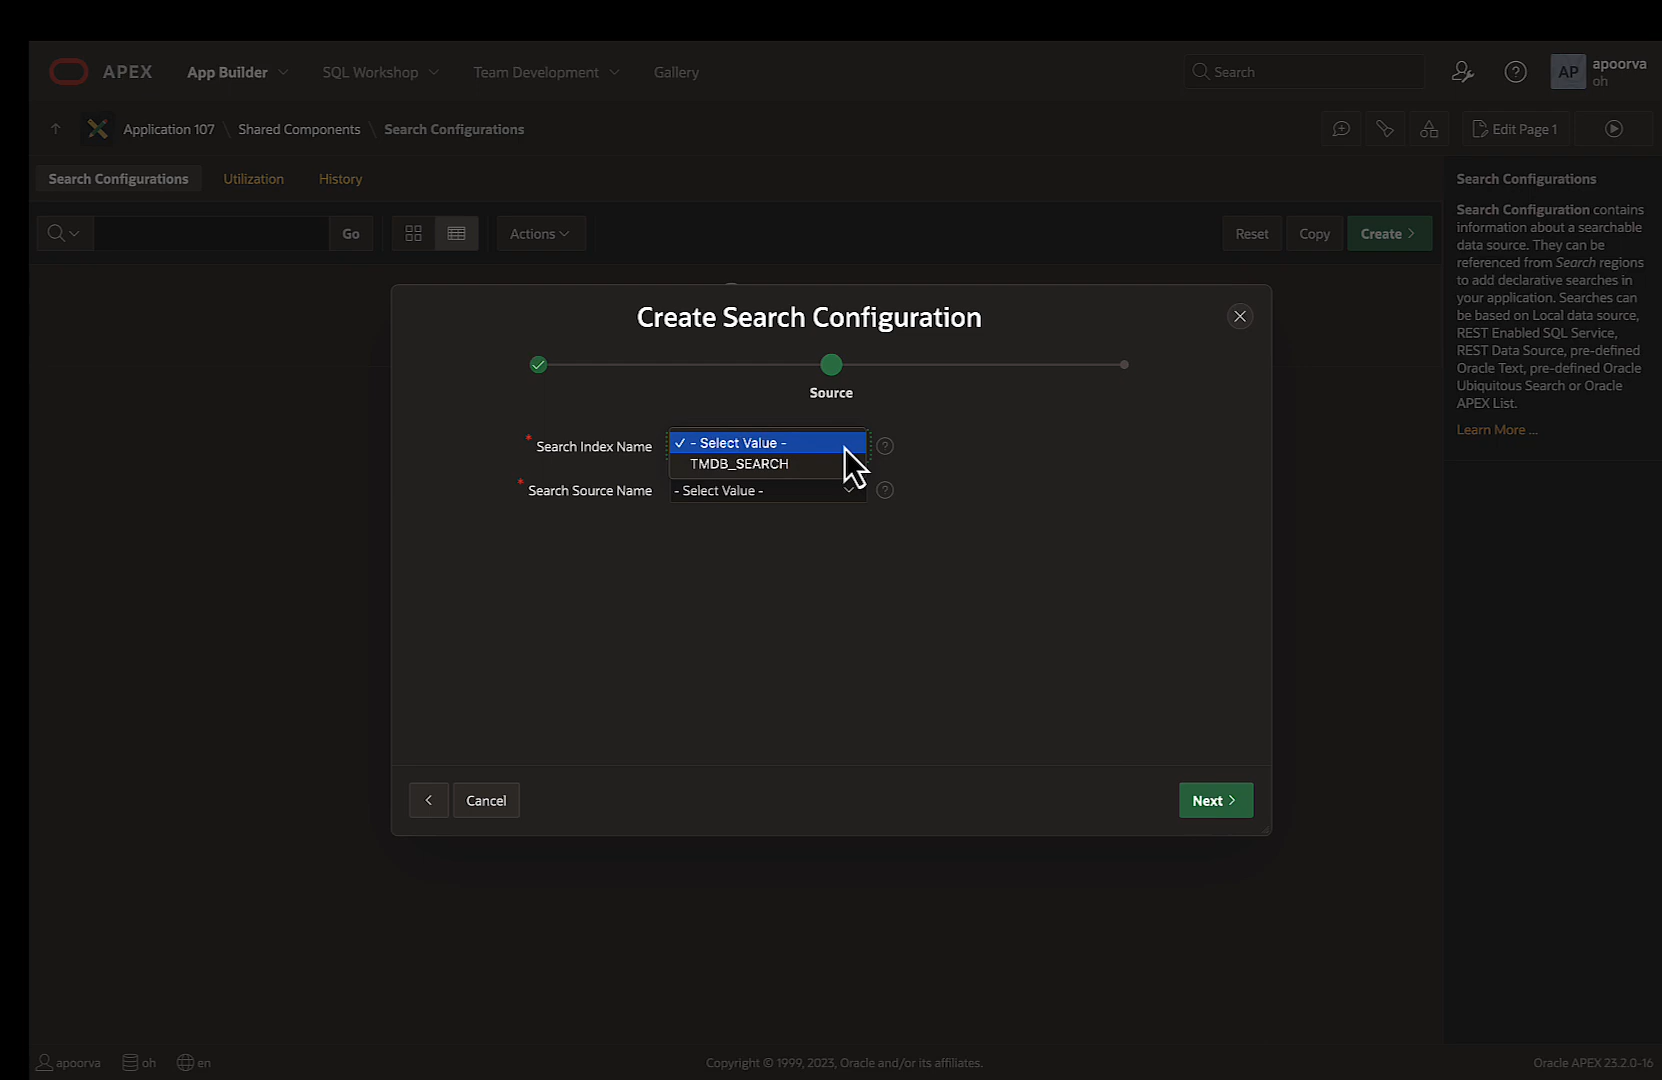 APEX App Builder SQL Workshop Team Development Gallery Search AP apoorva
oh
Application 107 \ Shared Components \ Search Configurations Edit Page 1
Search Configurations Utilization History
Go Actions Reset Copy Create
Search Configurations
Search Configuration contains
information about a searchable
data source. They can be
referenced from Search regions
to add declarative searches in
your application. Searches can
be based on Local data source,
REST Enabled SQL Service,
REST Data Source, pre-defined
Oracle Text, pre-defined Oracle
Ubiquitous Search or Oracle
APEX List.
Learn More ...
Create Search Configuration
Source
* Search Index Name ✓ - Select Value -
TMDB_SEARCH
* Search Source Name - Select Value -
Cancel Next
apoorva oh en Copyright © 1999, 2023, Oracle and/or its affiliates. Oracle APEX 23.2.0-16